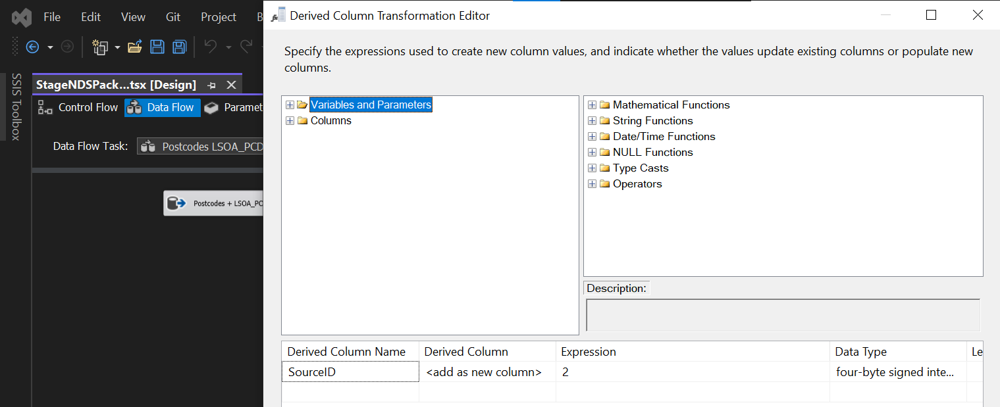 File Edit View Git Project B
SSIS Toolbox
StageNDSPack...tsx [Design]
Control Flow Data Flow Paramet
Data Flow Task: Postcodes LSOA_PCD
Postcodes + LSOA_PC
Derived Column Transformation Editor
Specify the expressions used to create new column values, and indicate whether the values update existing columns or populate new
columns.
Variables and Parameters
Columns
Mathematical Functions
String Functions
Date/Time Functions
NULL Functions
Type Casts
Operators
Description:
Derived Column Name Derived Column Expression Data Type Le
SourceID <add as new column> 2 four-byte signed inte...